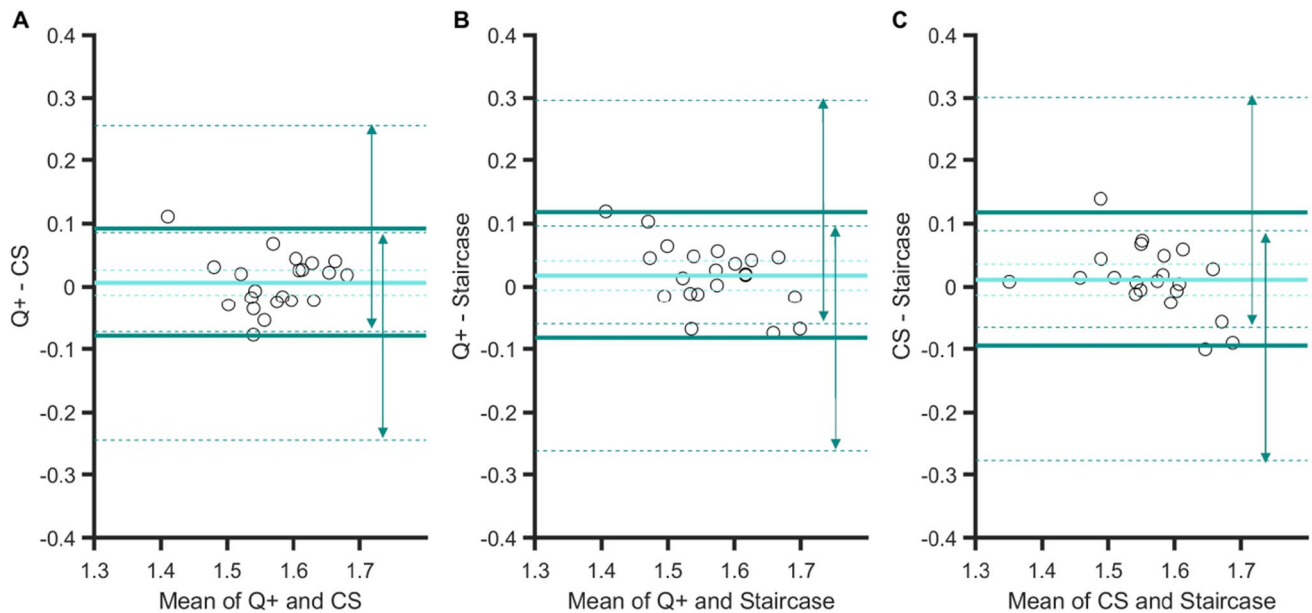 A
0.4
0.3
0.2
0.1
0
-0.1
-0.2
-0.3
-0.4
Q+ - CS
1.3 1.4 1.5 1.6 1.7
Mean of Q+ and CS
B
0.4
0.3
0.2
0.1
0
-0.1
-0.2
-0.3
-0.4
Q+ - Staircase
1.3 1.4 1.5 1.6 1.7
Mean of Q+ and Staircase
C
0.4
0.3
0.2
0.1
0
-0.1
-0.2
-0.3
-0.4
CS - Staircase
1.3 1.4 1.5 1.6 1.7
Mean of CS and Staircase